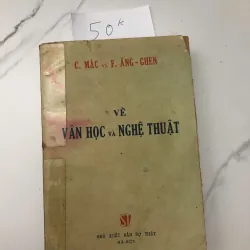 50k
C. MÁC và F. ĂNG-GHEN
VỀ
VĂN HỌC VÀ NGHỆ THUẬT
NHÀ XUẤT BẢN SỰ THẬT
HÀ NỘI